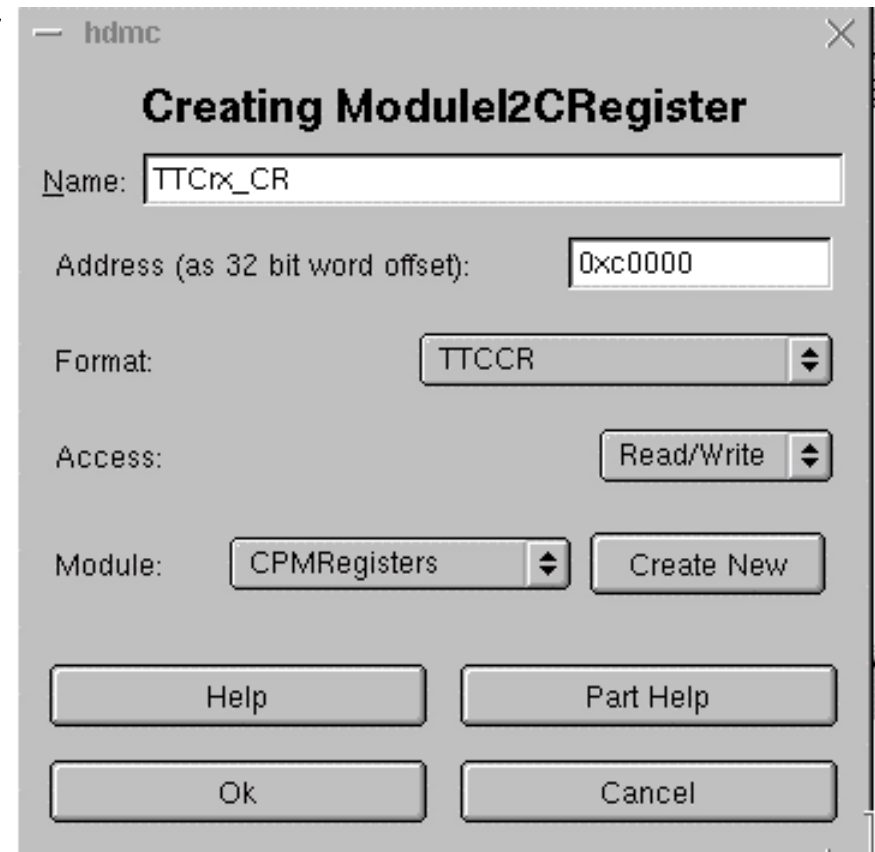 hdmc
Creating ModuleI2CRegister
Name: TTCrx_CR
Address (as 32 bit word offset): 0xc0000
Format: TTCCR
Access: Read/Write
Module: CPMRegisters Create New
Help Part Help
Ok Cancel